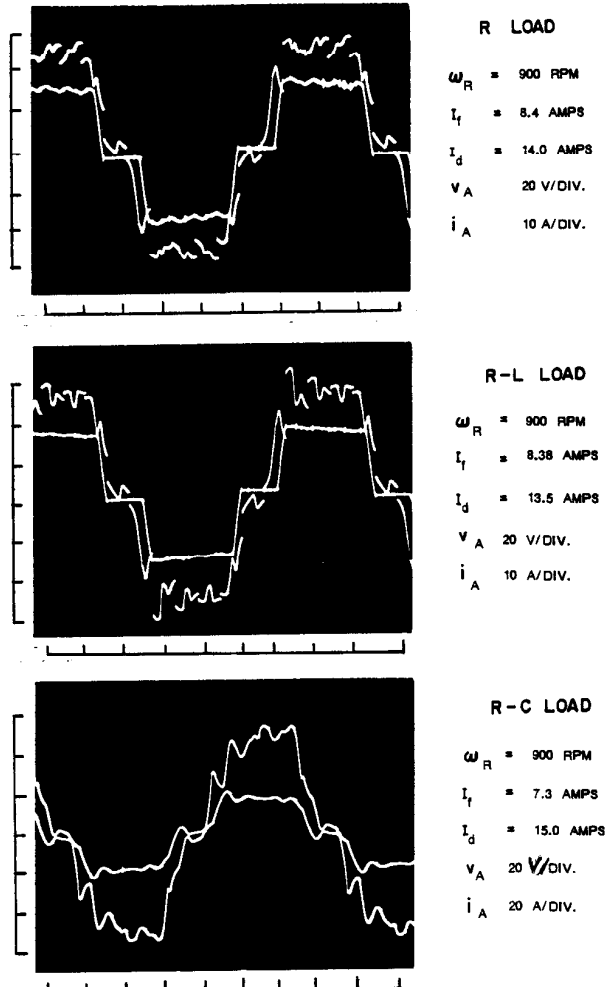 R LOAD
ω_R = 900 RPM
I_f = 8.4 AMPS
I_d = 14.0 AMPS
v_A 20 V/DIV.
i_A 10 A/DIV.
R-L LOAD
ω_R = 900 RPM
I_f = 8.38 AMPS
I_d = 13.5 AMPS
v_A 20 V/DIV.
i_A 10 A/DIV.
R-C LOAD
ω_R = 900 RPM
I_f = 7.3 AMPS
I_d = 15.0 AMPS
v_A 20 V/DIV.
i_A 20 A/DIV.